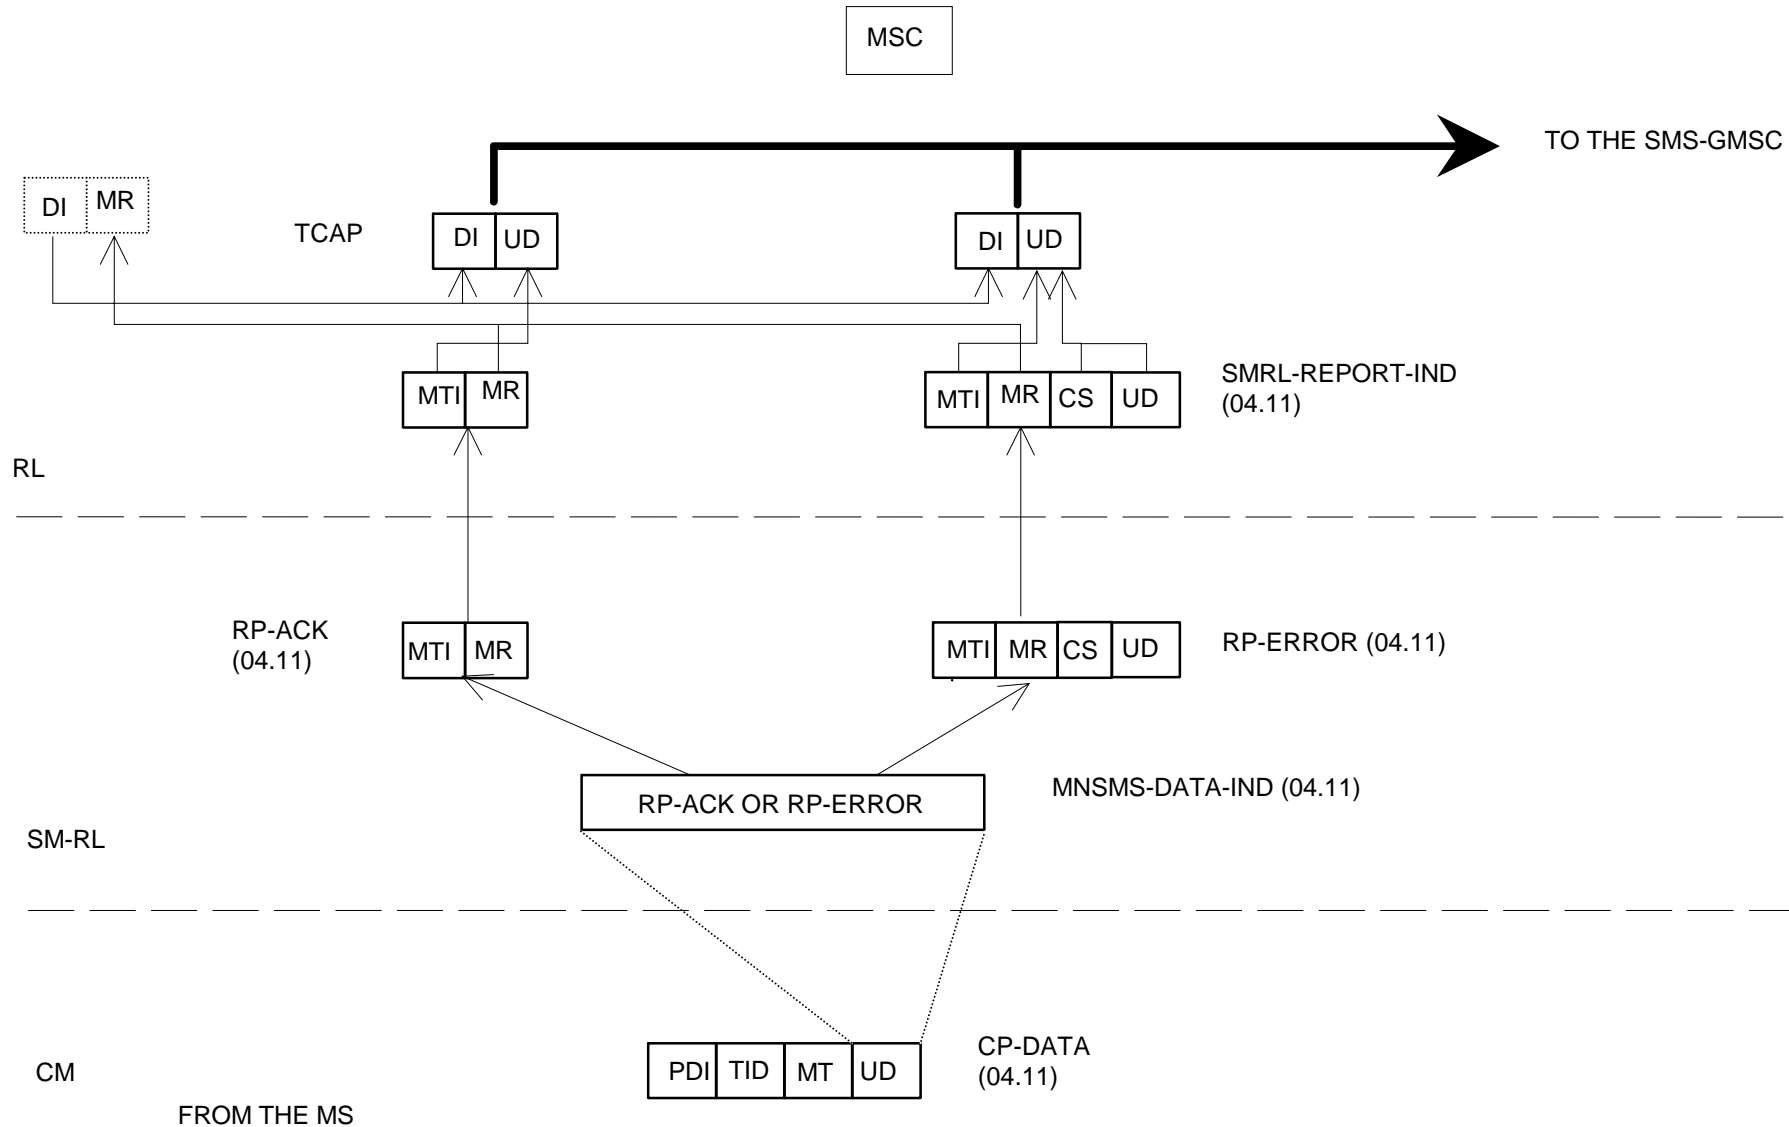 MSC
TO THE SMS-GMSC
DI MR
TCAP
DI UD
DI UD
MTI MR
MTI MR CS UD
SMRL-REPORT-IND
(04.11)
RL
RP-ACK
(04.11)
MTI MR
MTI MR CS UD
RP-ERROR (04.11)
RP-ACK OR RP-ERROR
MNSMS-DATA-IND (04.11)
SM-RL
CP-DATA
(04.11)
PDI TID MT UD
CM
FROM THE MS